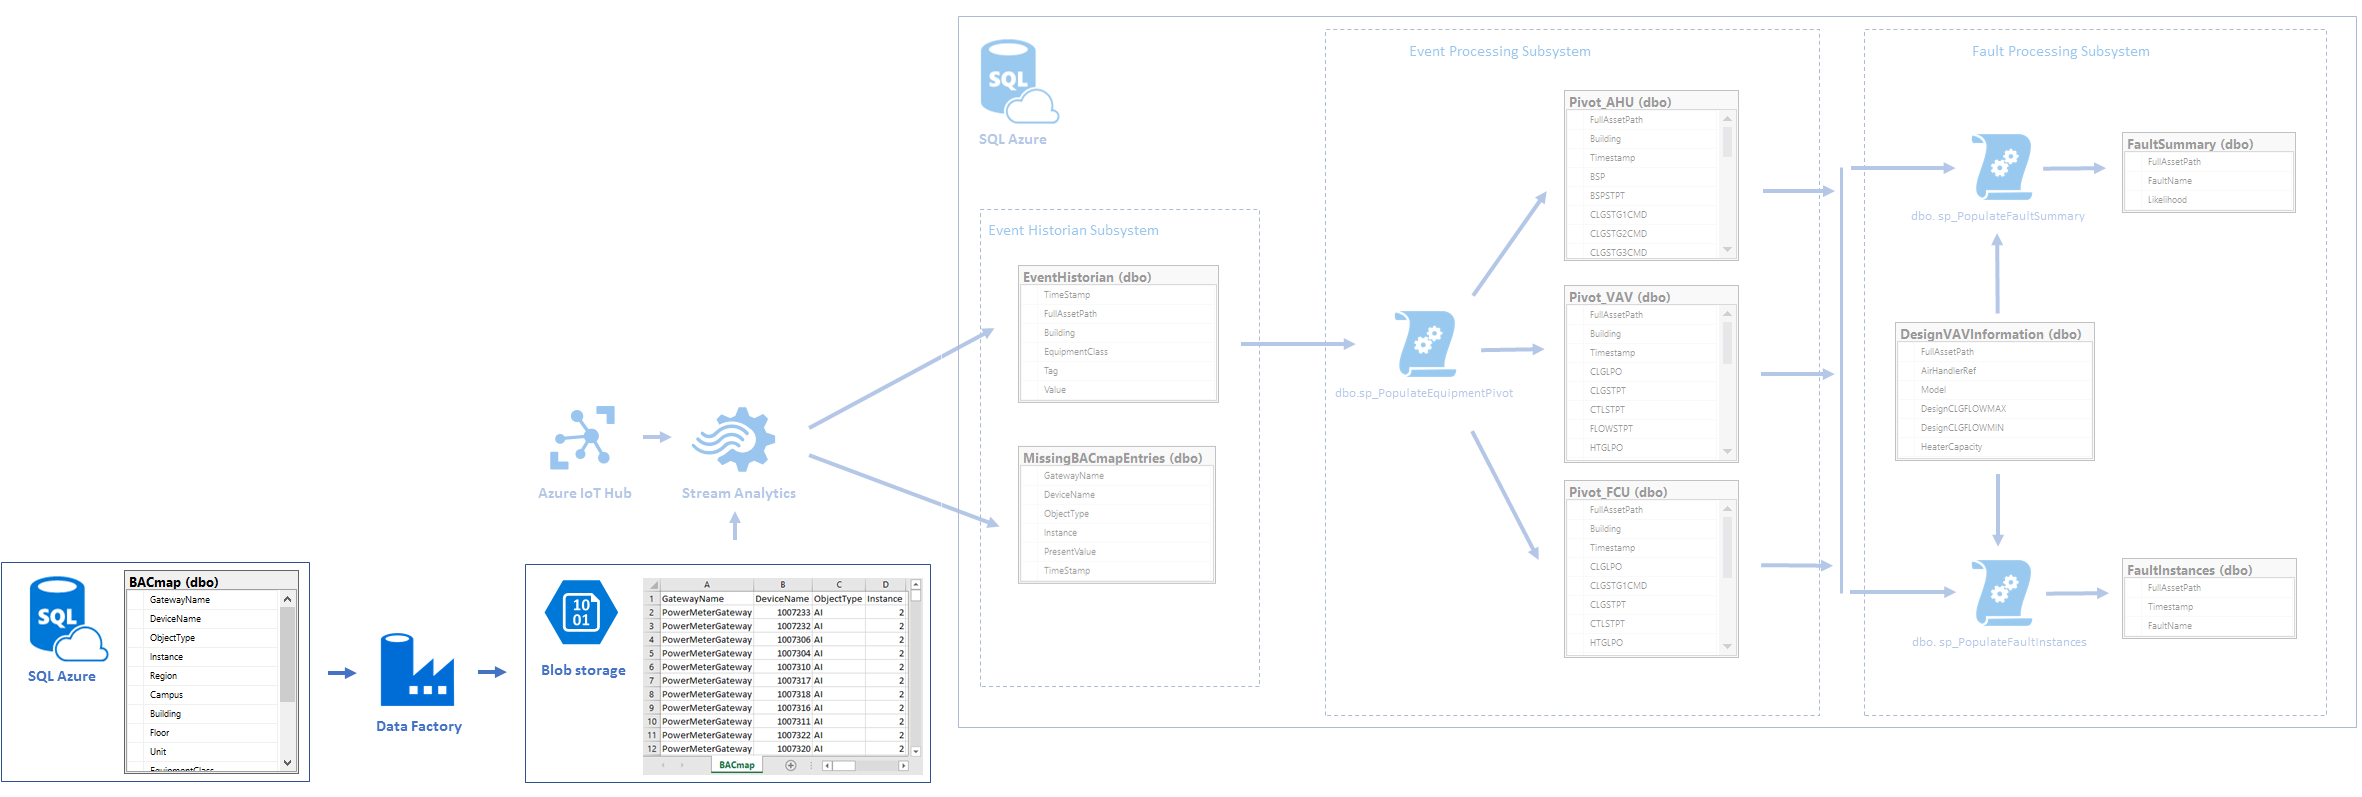 Event Processing Subsystem
Fault Processing Subsystem
SQL
SQL Azure
Event Historian Subsystem
EventHistorian (dbo)
TimeStamp
FullAssetPath
Building
EquipmentClass
Tag
Value
MissingBACmapEntries (dbo)
GatewayName
DeviceName
ObjectType
Instance
PresentValue
TimeStamp
dbo.sp_PopulateEquipmentPivot
Pivot_AHU (dbo)
FullAssetPath
Building
Timestamp
BSP
BSPSTPT
CLGSTG1CMD
CLGSTG2CMD
CLGSTG3CMD
Pivot_VAV (dbo)
FullAssetPath
Building
Timestamp
CLGLPO
CLGSTPT
CTLSTPT
FLOWSTPT
HTGLPO
Pivot_FCU (dbo)
FullAssetPath
Building
Timestamp
CLGLPO
CLGSTG1CMD
CLGSTPT
CTLSTPT
HTGLPO
dbo. sp_PopulateFaultSummary
FaultSummary (dbo)
FullAssetPath
FaultName
Likelihood
DesignVAVInformation (dbo)
FullAssetPath
AirHandlerRef
Model
DesignCLGFLOWMAX
DesignCLGFLOWMIN
HeaterCapacity
dbo. sp_PopulateFaultInstances
FaultInstances (dbo)
FullAssetPath
Timestamp
FaultName
Azure IoT Hub
Stream Analytics
SQL
SQL Azure
BACmap (dbo)
GatewayName
DeviceName
ObjectType
Instance
Region
Campus
Building
Floor
Unit
EquipmentClass
Data Factory
10
01
Blob storage
A B C D
1 GatewayName DeviceName ObjectType Instance
2 PowerMeterGateway 1007233 AI 2
3 PowerMeterGateway 1007232 AI 2
4 PowerMeterGateway 1007306 AI 2
5 PowerMeterGateway 1007304 AI 2
6 PowerMeterGateway 1007310 AI 2
7 PowerMeterGateway 1007317 AI 2
8 PowerMeterGateway 1007318 AI 2
9 PowerMeterGateway 1007316 AI 2
10 PowerMeterGateway 1007311 AI 2
11 PowerMeterGateway 1007322 AI 2
12 PowerMeterGateway 1007320 AI 2
BACmap